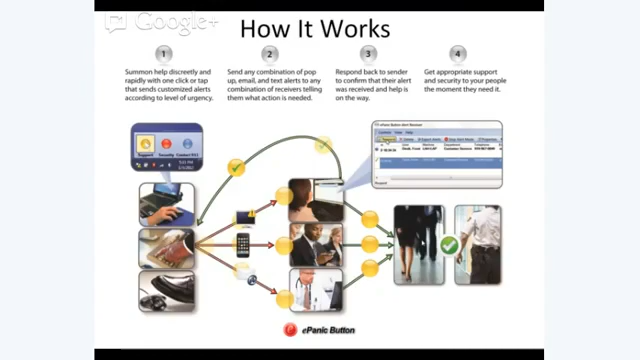 Google+
How It Works
1
2
3
4
Summon help discreetly and
rapidly with one click or tap
that sends customized alerts
according to level of urgency.
Send any combination of pop
up, email, and text alerts to any
combination of receivers telling
them what action is needed.
Respond back to sender
to confirm that their alert
was received and help is
on the way.
Get appropriate support
and security to your people
the moment they need it.
Support
Security
ePanic Button